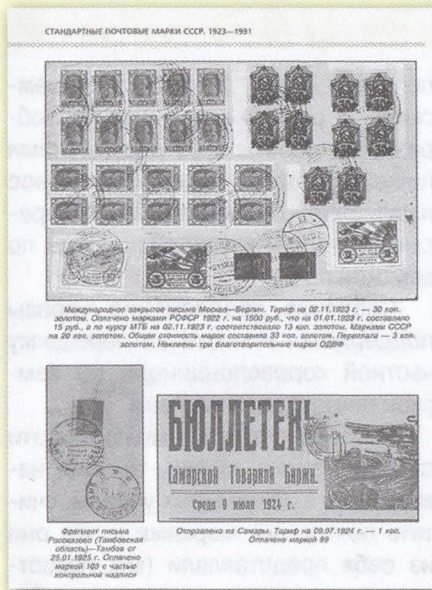 СТАНДАРТНЫЕ ПОЧТОВЫЕ МАРКИ СССР. 1923—1991
Международное закрытое письмо Москва—Берлин. Тариф на 02.11.1923 г. — 30 коп.
золотом. Оплачено марками РСФСР 1922 г. на 1500 руб., что на 01.01.1923 г. составляло
15 руб., а по курсу МТБ на 02.11.1923 г. соответствовало 13 коп. золотом. Марками СССР
на 20 коп. золотом. Общая стоимость марок составила 33 коп. золотом. Переплата — 3 коп.
золотом. Наклеены три благотворительные марки ОДВФ
БЮЛЛЕТЕНЬ
Самарской Товарной Биржи.
Среда 9 июля 1924 г.
Фрагмент письма
Рассказово (Тамбовская
область)—Тамбов от
25.01.1925 г. Оплачено
маркой 103 с частью
контрольной надписи
Отправлено из Самары. Тариф на 09.07.1924 г. — 1 коп.
Оплачено маркой 99